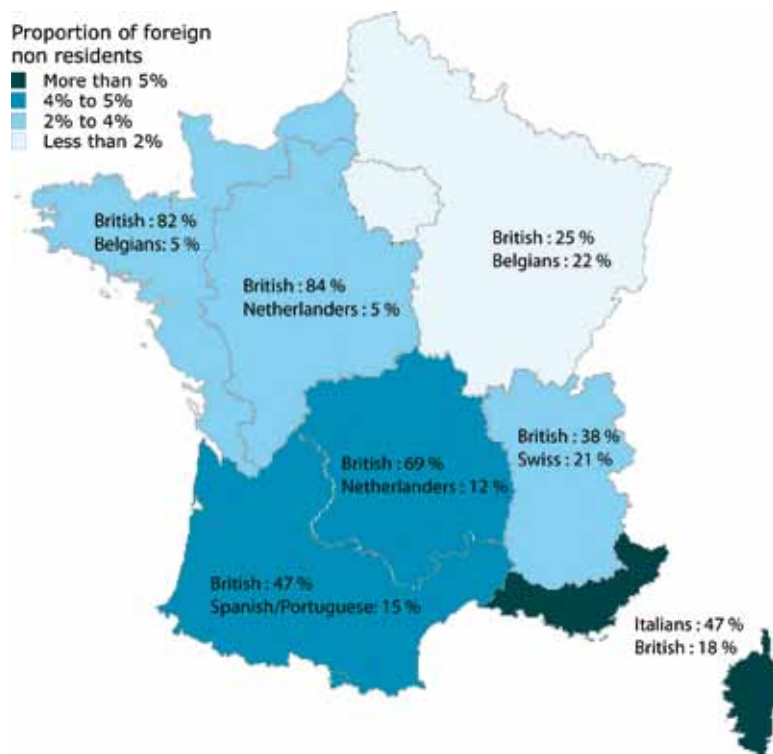 Proportion of foreign
non residents
More than 5%
4% to 5%
2% to 4%
Less than 2%
British : 82 %
Belgians: 5 %
British : 25 %
Belgians : 22 %
British : 84 %
Netherlanders : 5 %
British : 38 %
Swiss : 21 %
British : 69 %
Netherlanders : 12 %
British : 47 %
Spanish/Portuguese: 15 %
Italians : 47 %
British : 18 %